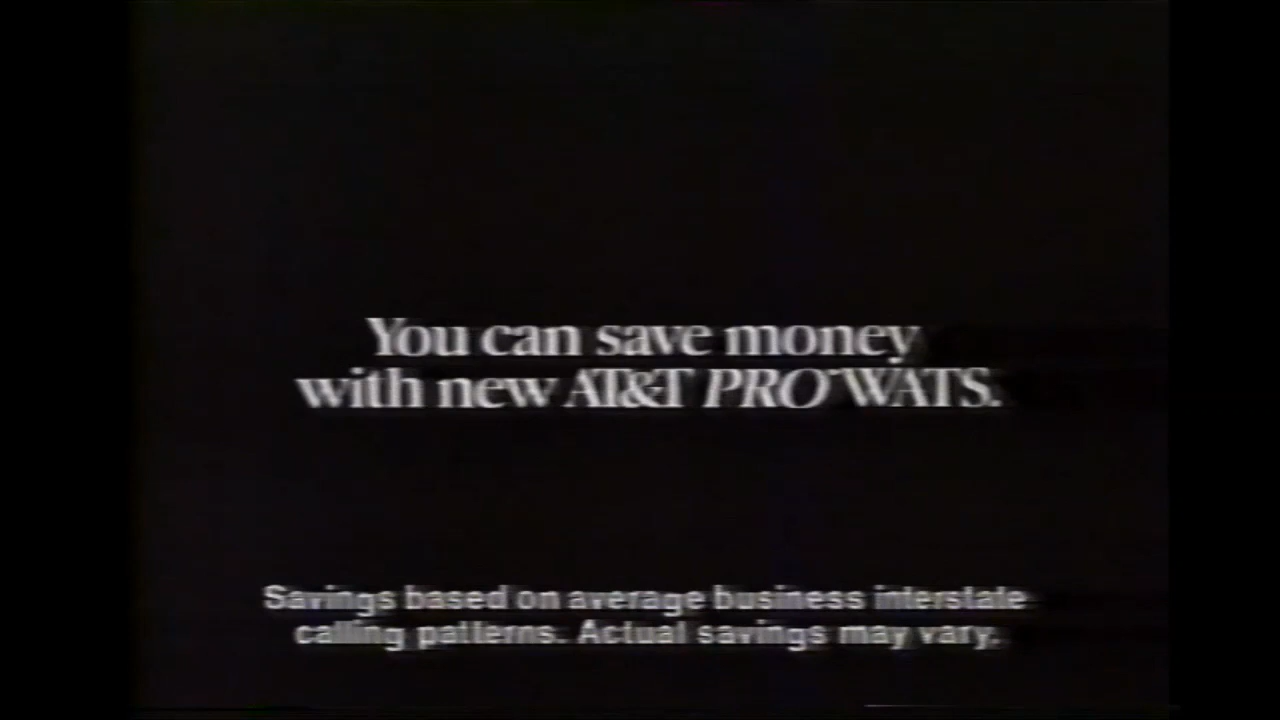 You can save money
with new AT&T PRO℠ WATS.
Savings based on average business interstate
calling patterns. Actual savings may vary.